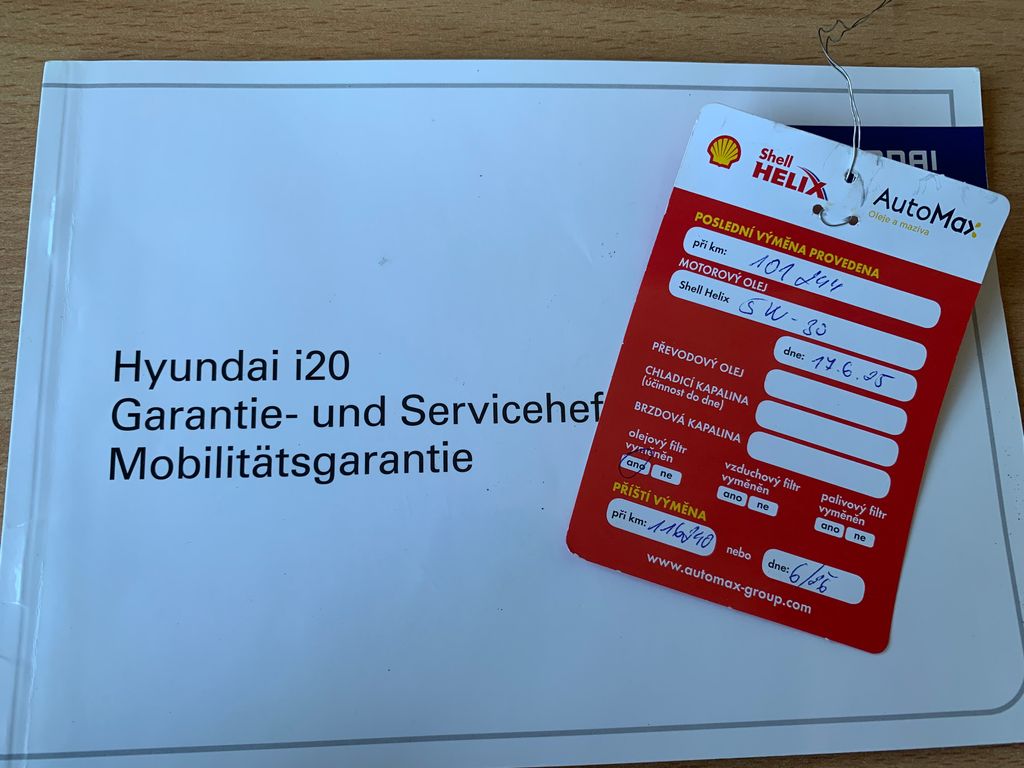 Hyundai i20
Garantie- und Servicehef
Mobilitätsgarantie
Shell
HELIX
AutoMax
Oleje a maziva
POSLEDNÍ VÝMĚNA PROVEDENA
při km: 101 244
MOTOROVÝ OLEJ
Shell Helix 5W-30
dne: 17.6.25
PŘEVODOVÝ OLEJ
CHLADICÍ KAPALINA
(účinnost do dne)
BRZDOVÁ KAPALINA
olejový filtr
vyměněn
ano ne
vzduchový filtr
vyměněn
ano ne
palivový filtr
vyměněn
ano ne
PŘÍŠTÍ VÝMĚNA
při km: 116240 nebo dne: 6/26
www.automax-group.com